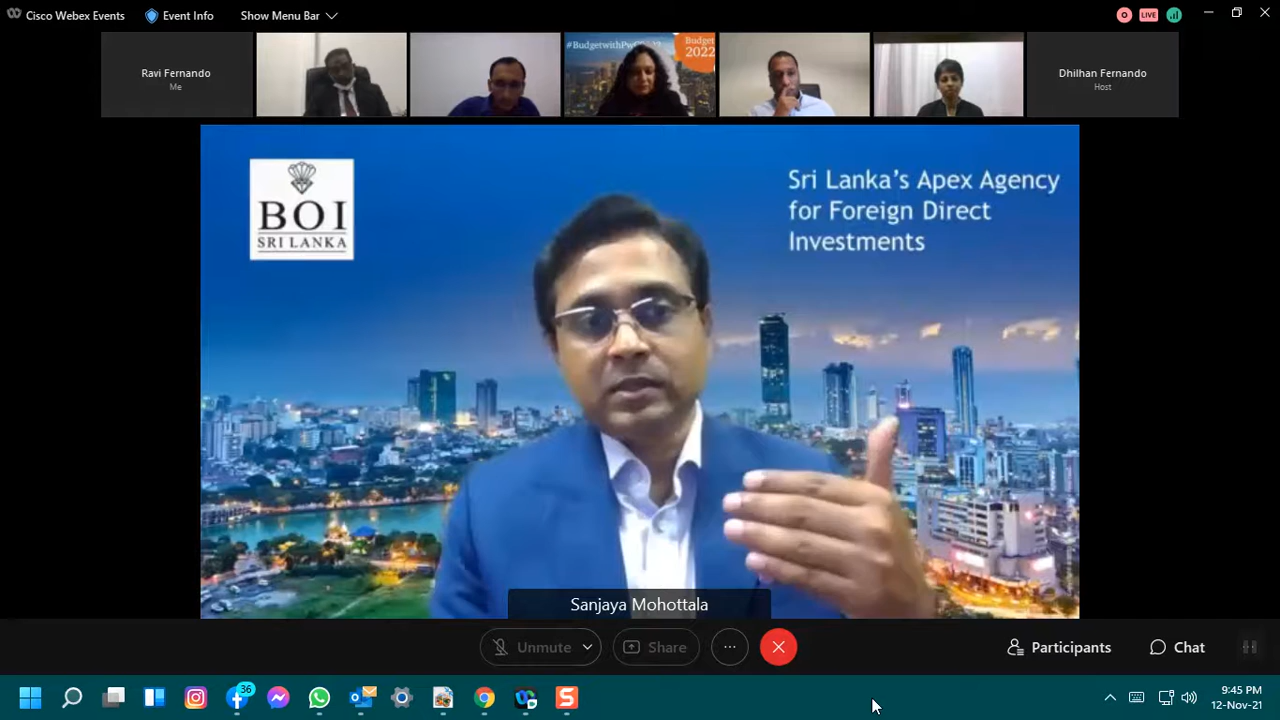 Cisco Webex Events
Event Info
Show Menu Bar
LIVE
Ravi Fernando
Me
#BudgetwithPwC2022
Budget
2022
Dhilhan Fernando
Host
BOI
SRI LANKA
Sri Lanka's Apex Agency
for Foreign Direct
Investments
Sanjaya Mohottala
Unmute
Share
Participants
Chat
36
9:45 PM
12-Nov-21